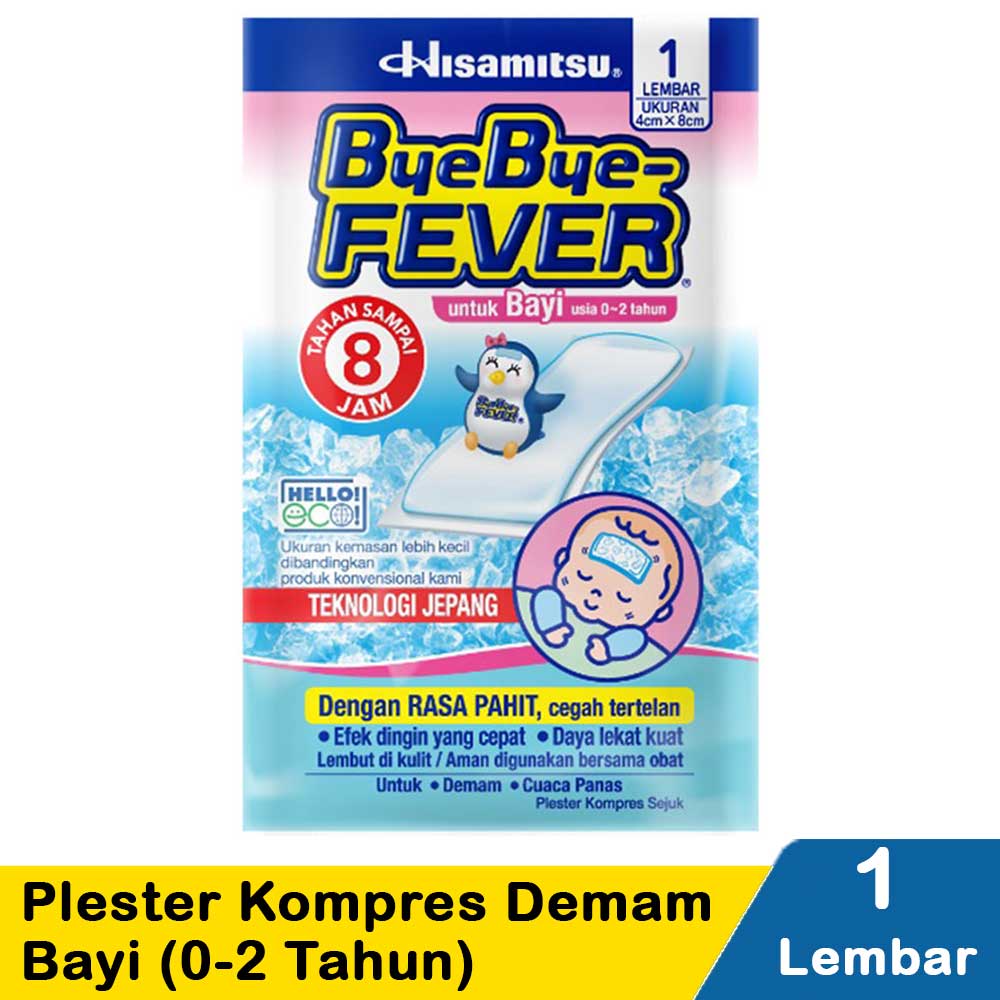 Hisamitsu®
1
LEMBAR
UKURAN
4cm×8cm
ByeBye-
FEVER®
untuk Bayi usia 0~2 tahun
TAHAN SAMPAI
8
JAM
ByeBye-
FEVER®
HELLO!
eco!
Ukuran kemasan lebih kecil
dibandingkan
produk konvensional kami
TEKNOLOGI JEPANG
Dengan RASA PAHIT, cegah tertelan
• Efek dingin yang cepat • Daya lekat kuat
Lembut di kulit / Aman digunakan bersama obat
Untuk • Demam • Cuaca Panas
Plester Kompres Sejuk
Plester Kompres Demam
Bayi (0-2 Tahun)
1
Lembar